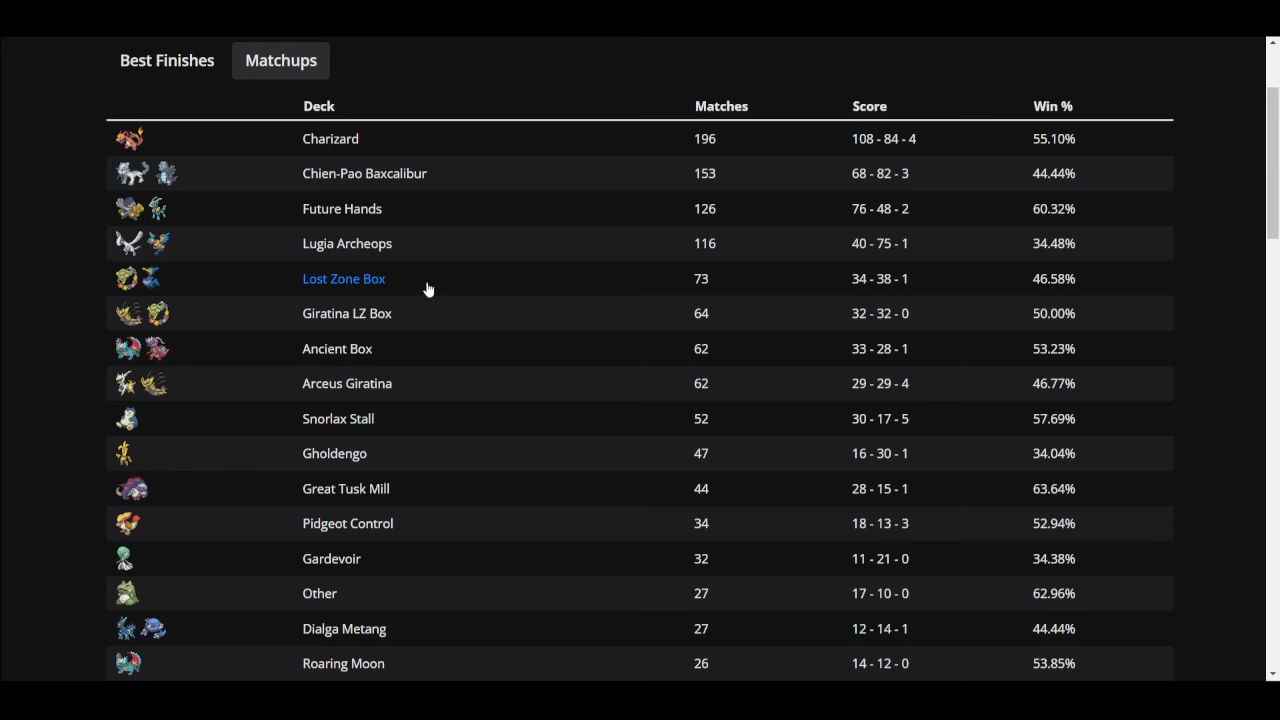 Best Finishes Matchups
Deck Matches Score Win %
Charizard 196 108 - 84 - 4 55.10%
Chien-Pao Baxcalibur 153 68 - 82 - 3 44.44%
Future Hands 126 76 - 48 - 2 60.32%
Lugia Archeops 116 40 - 75 - 1 34.48%
Lost Zone Box 73 34 - 38 - 1 46.58%
Giratina LZ Box 64 32 - 32 - 0 50.00%
Ancient Box 62 33 - 28 - 1 53.23%
Arceus Giratina 62 29 - 29 - 4 46.77%
Snorlax Stall 52 30 - 17 - 5 57.69%
Gholdengo 47 16 - 30 - 1 34.04%
Great Tusk Mill 44 28 - 15 - 1 63.64%
Pidgeot Control 34 18 - 13 - 3 52.94%
Gardevoir 32 11 - 21 - 0 34.38%
Other 27 17 - 10 - 0 62.96%
Dialga Metang 27 12 - 14 - 1 44.44%
Roaring Moon 26 14 - 12 - 0 53.85%